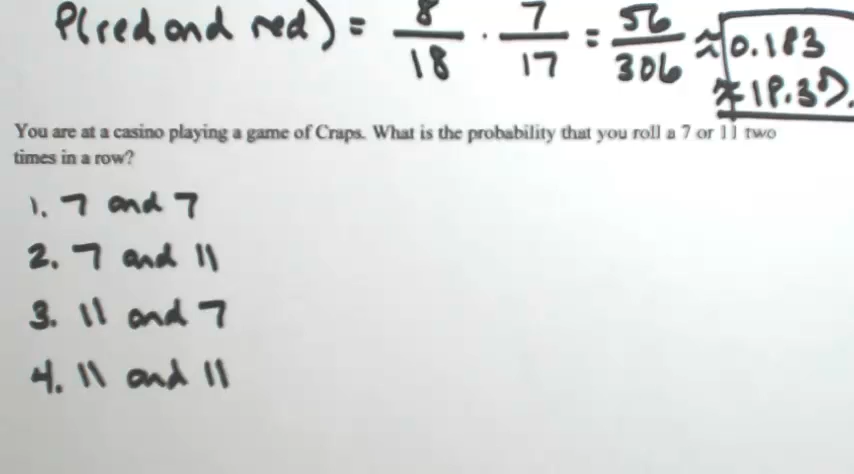 P(red and red) = 8/18 · 7/17 = 56/306 ≈ 0.183
≈ 18.3%
You are at a casino playing a game of Craps. What is the probability that you roll a 7 or 11 two
times in a row?
1. 7 and 7
2. 7 and 11
3. 11 and 7
4. 11 and 11